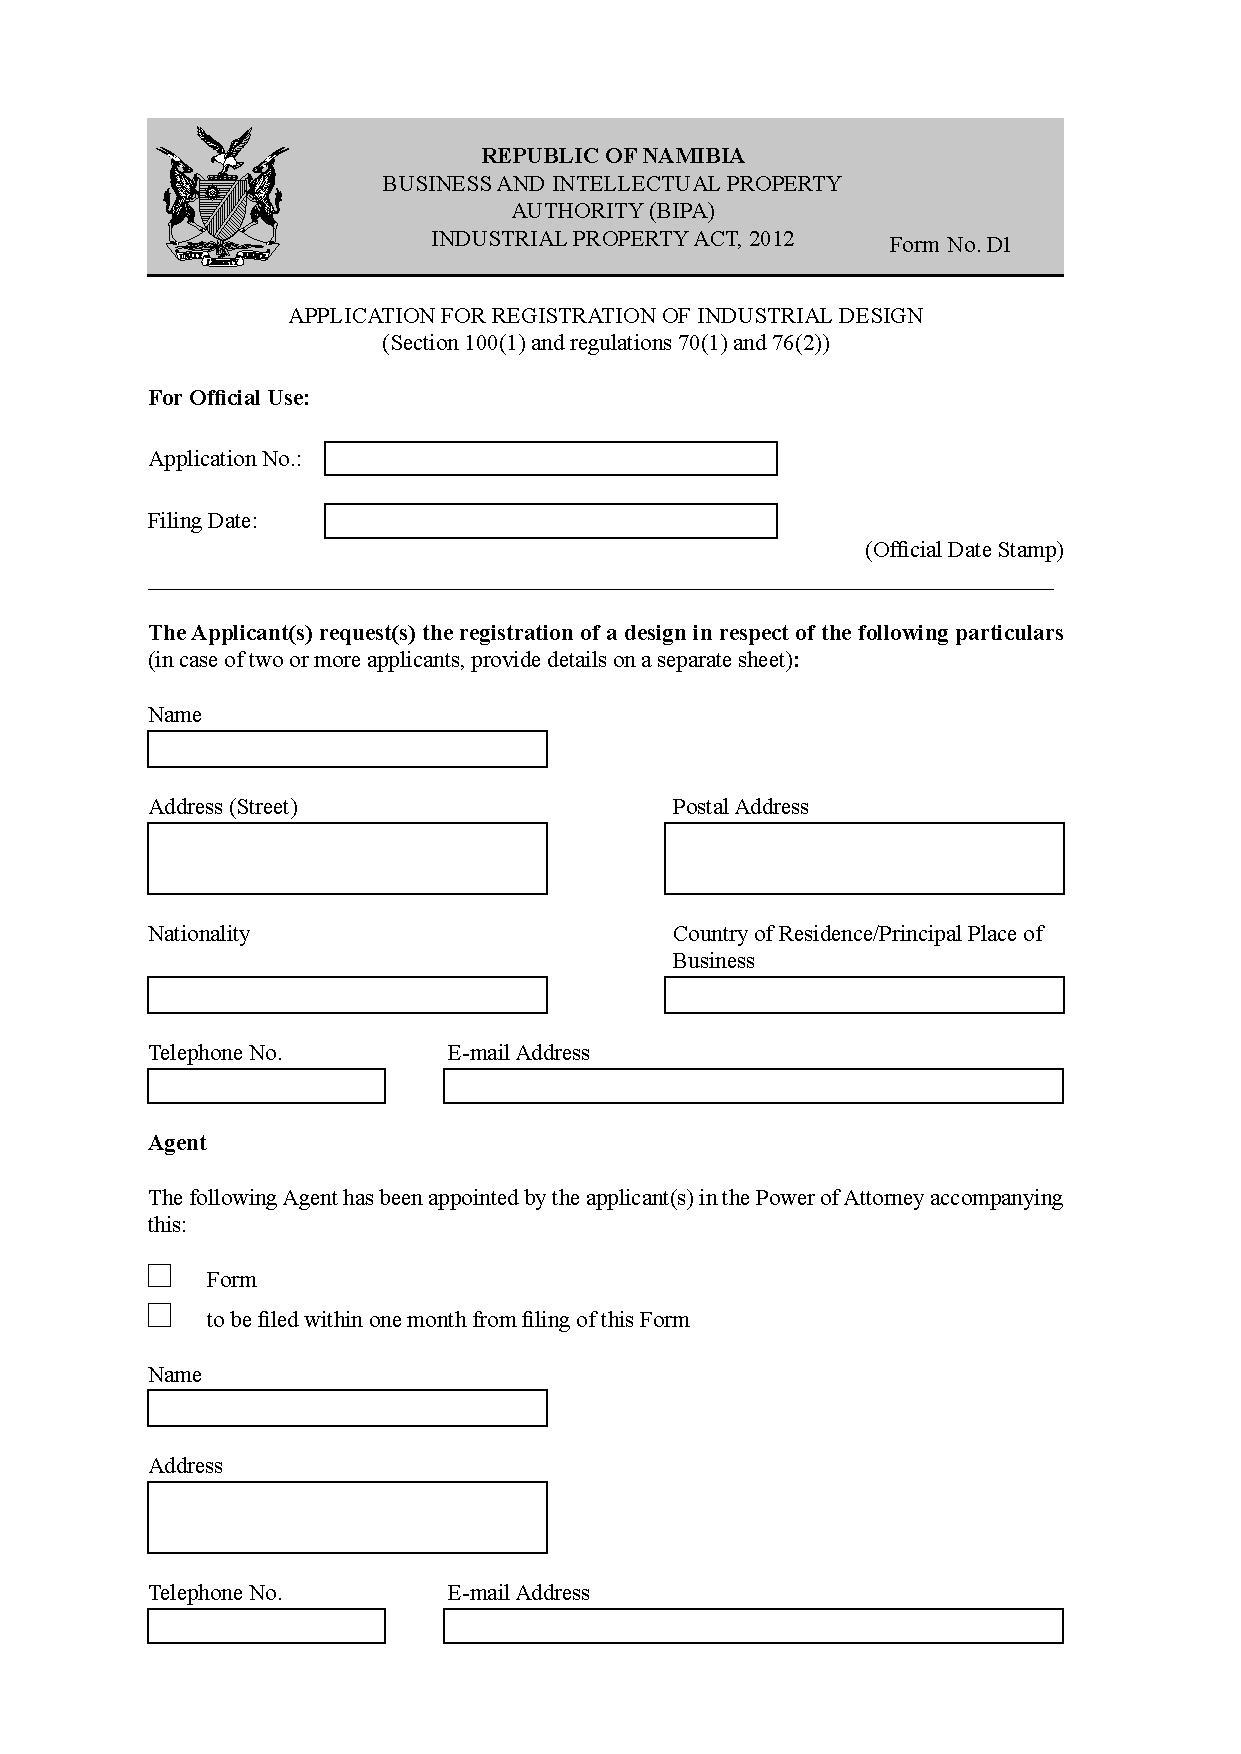 REPUBLIC OF NAMIBIA
BUSINESS AND INTELLECTUAL PROPERTY
AUTHORITY (BIPA)
INDUSTRIAL PROPERTY ACT, 2012
Form No. D1
APPLICATION FOR REGISTRATION OF INDUSTRIAL DESIGN
(Section 100(1) and regulations 70(1) and 76(2))
For Official Use:
Application No.:
Filing Date:
(Official Date Stamp)
The Applicant(s) request(s) the registration of a design in respect of the following particulars
(in case of two or more applicants, provide details on a separate sheet):
Name
Address (Street) Postal Address
Nationality Country of Residence/Principal Place of
Business
Telephone No. E-mail Address
Agent
The following Agent has been appointed by the applicant(s) in the Power of Attorney accompanying
this:
Form
to be filed within one month from filing of this Form
Name
Address
Telephone No. E-mail Address